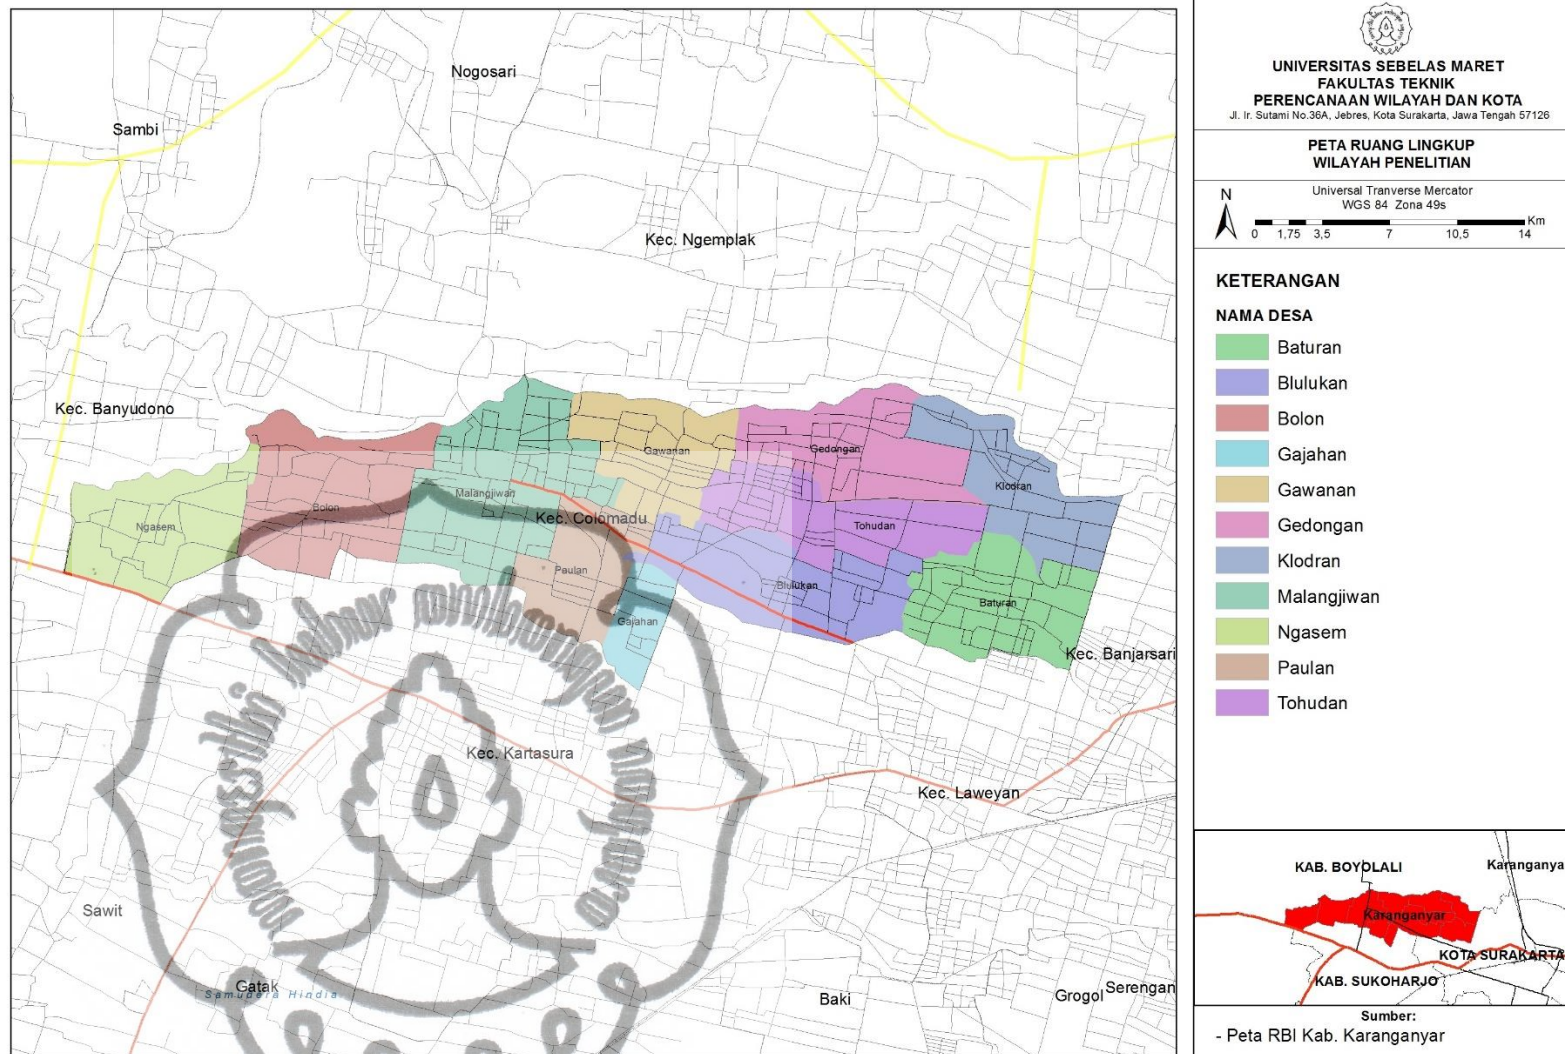 Nogosari
Sambi
Kec. Ngemplak
Kec. Banyudono
Gawanan
Gedongan
Klodran
Malangjiwan
Bolon
Ngasem
Kec. Colomadu
Tohudan
Paulan
Blulukan
Baturan
Gajahan
Kec. Banjarsari
Kec. Kartasura
Kec. Laweyan
Sawit
Gatak
Samudera Hindia
Baki
Grogol
Serengan
UNIVERSITAS SEBELAS MARET
FAKULTAS TEKNIK
PERENCANAAN WILAYAH DAN KOTA
Jl. Ir. Sutami No.36A, Jebres, Kota Surakarta, Jawa Tengah 57126
PETA RUANG LINGKUP
WILAYAH PENELITIAN
N
Universal Tranverse Mercator
WGS 84 Zona 49s
Km
0 1,75 3,5 7 10,5 14
KETERANGAN
NAMA DESA
Baturan
Blulukan
Bolon
Gajahan
Gawanan
Gedongan
Klodran
Malangjiwan
Ngasem
Paulan
Tohudan
KAB. BOYOLALI
Karanganya
Karanganyar
KOTA SURAKARTA
KAB. SUKOHARJO
Sumber:
- Peta RBI Kab. Karanganyar